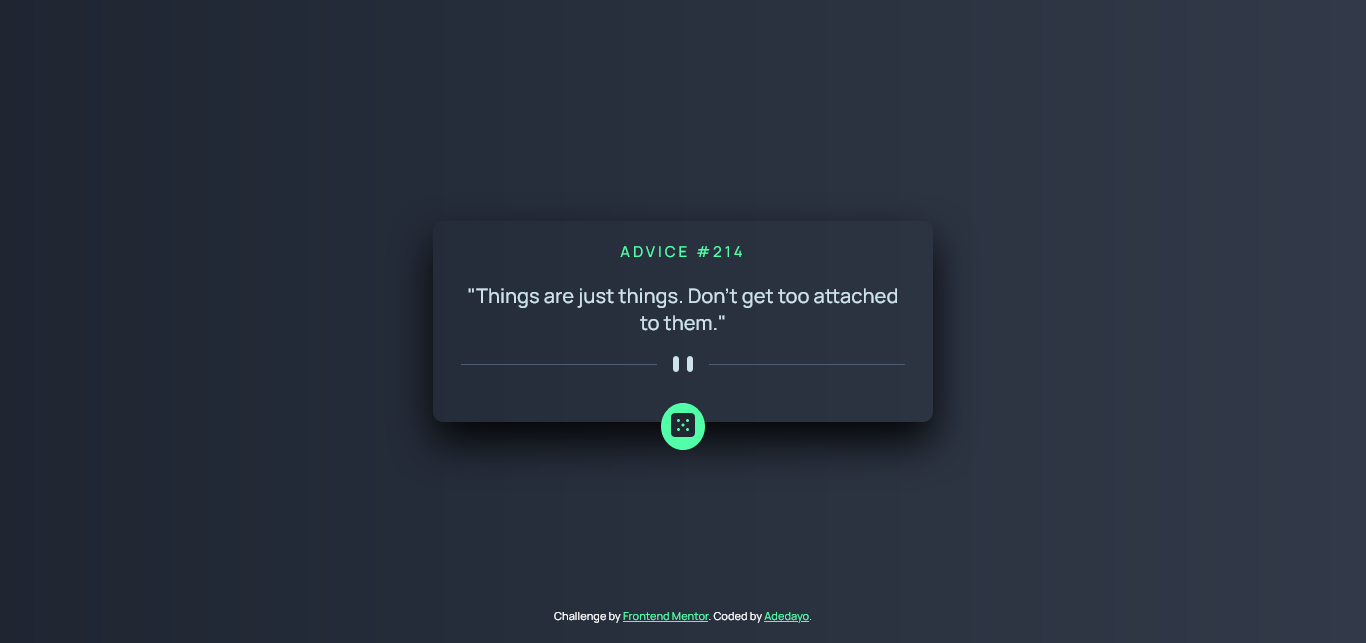 ADVICE #214
"Things are just things. Don't get too attached
to them."
Challenge by Frontend Mentor. Coded by Adedayo.